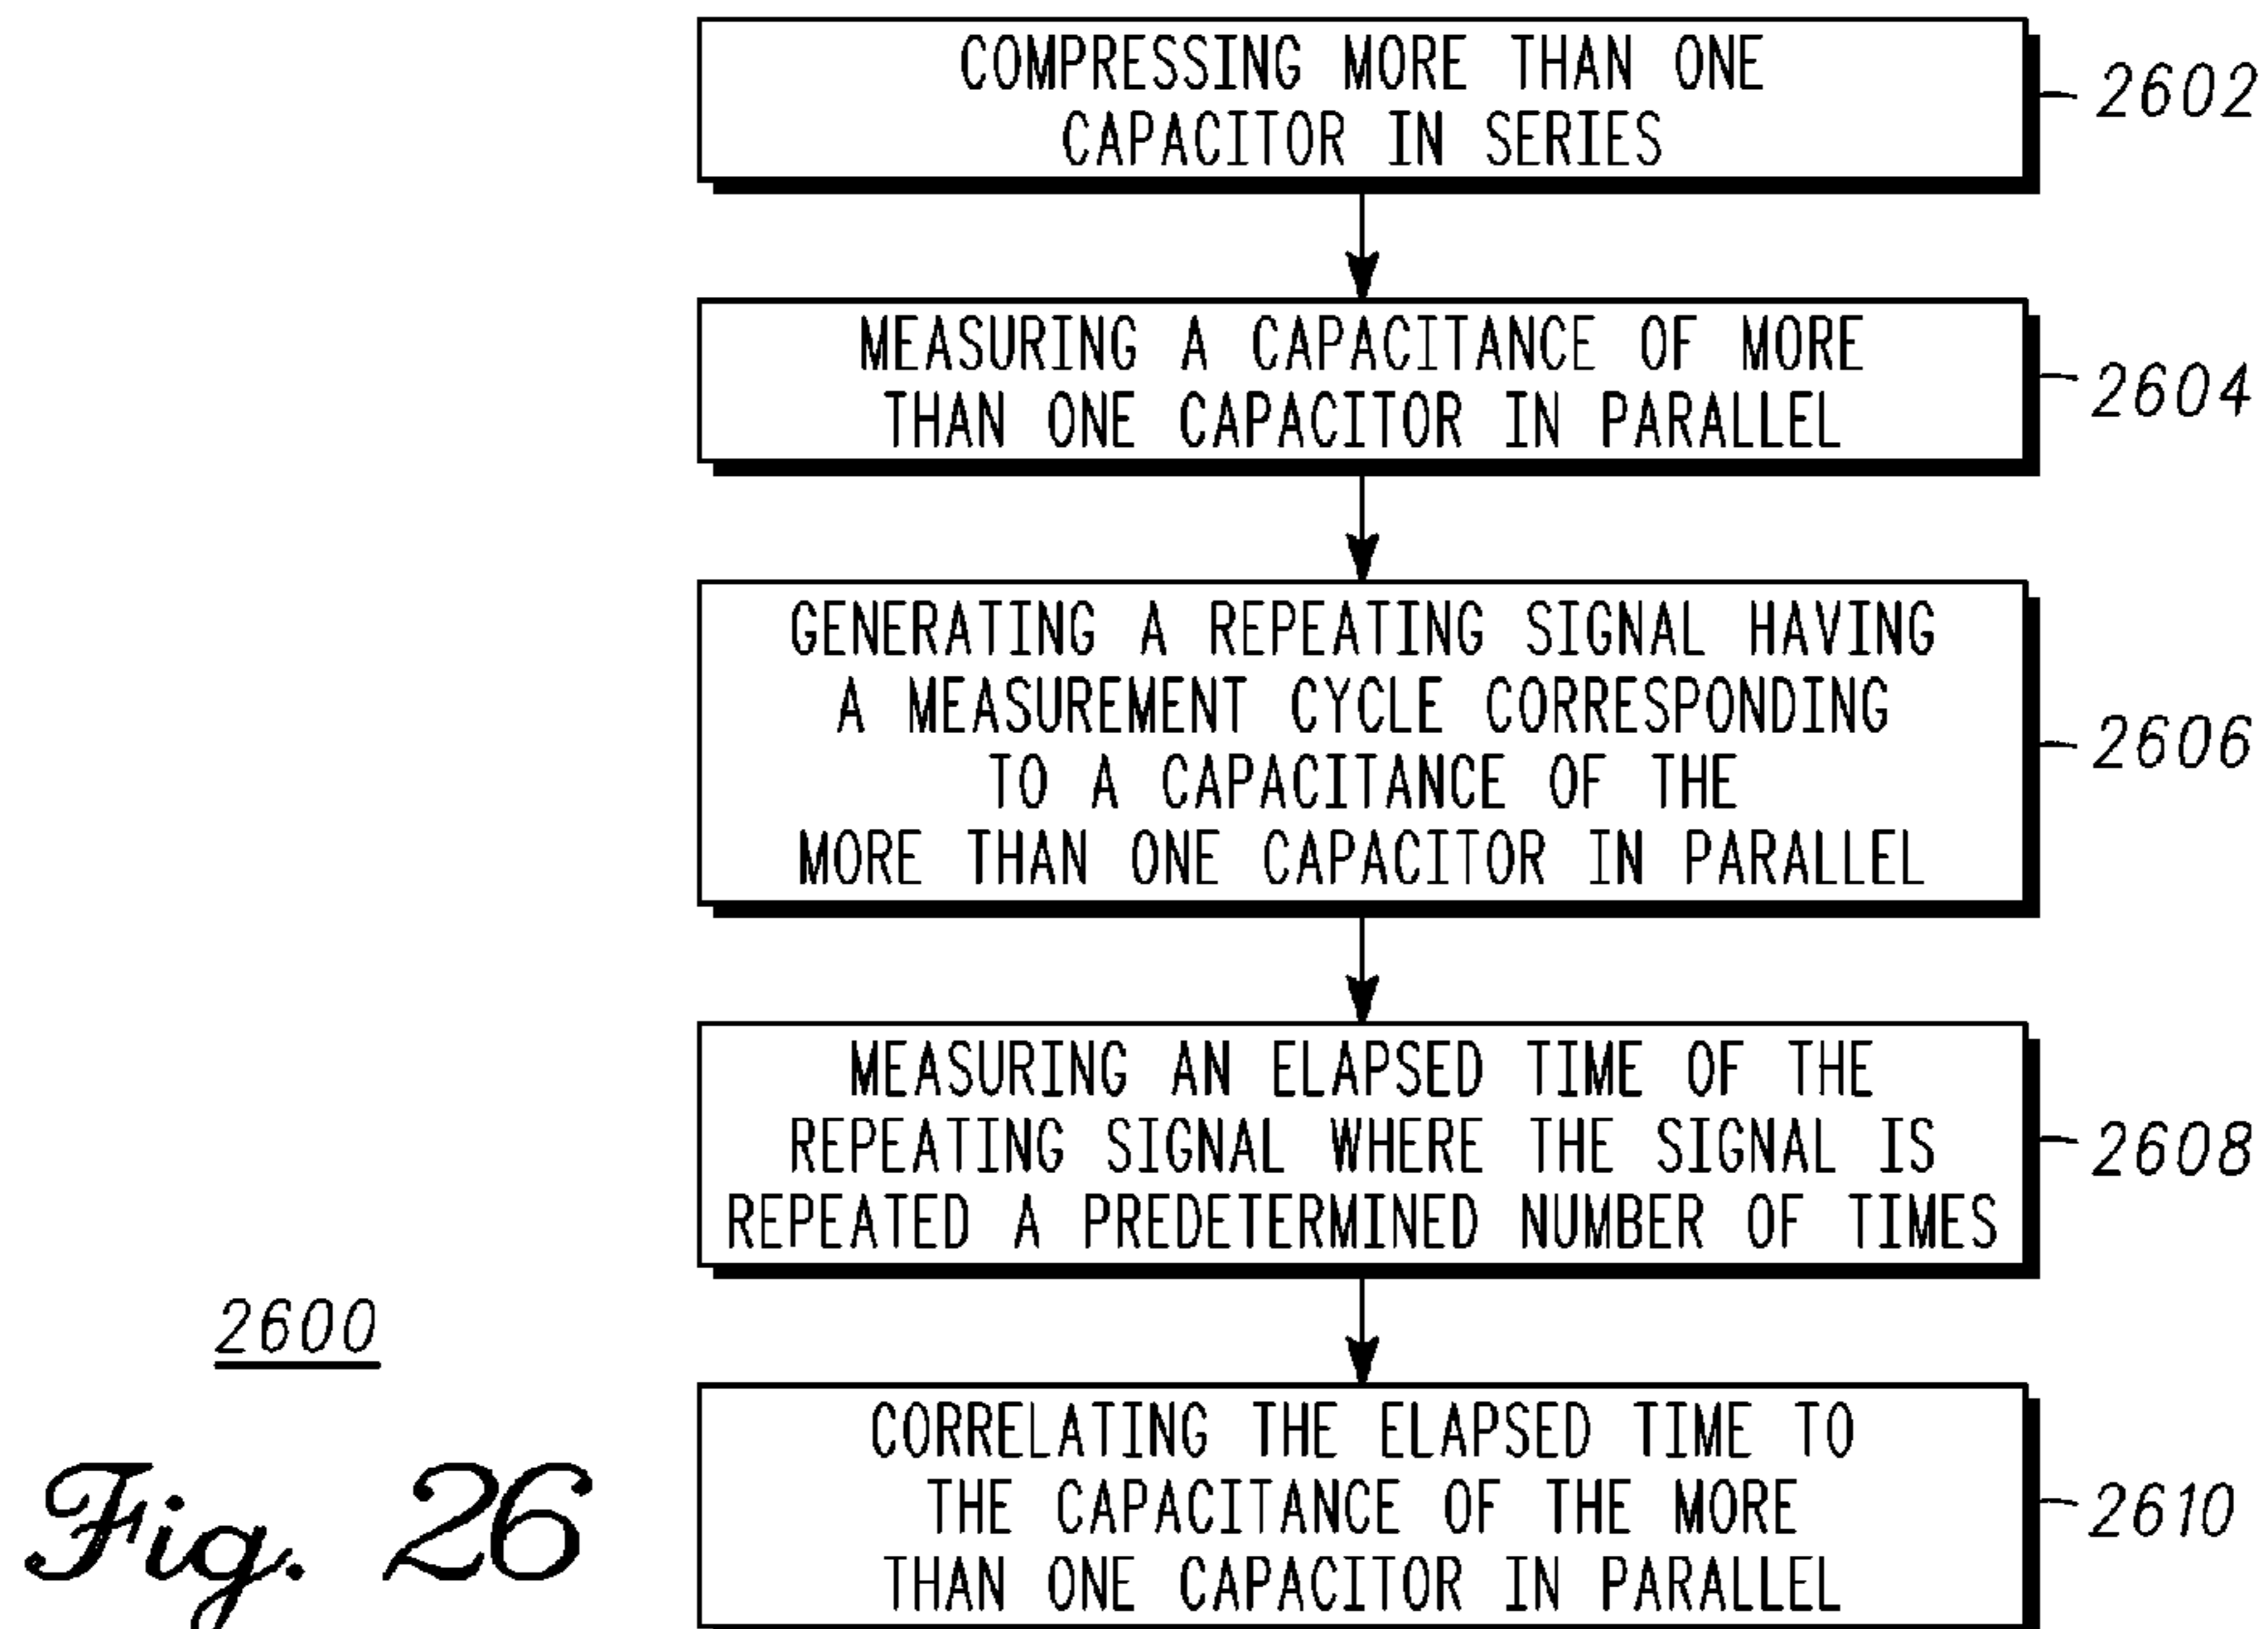 COMPRESSING MORE THAN ONE
CAPACITOR IN SERIES
2602
MEASURING A CAPACITANCE OF MORE
THAN ONE CAPACITOR IN PARALLEL
2604
GENERATING A REPEATING SIGNAL HAVING
A MEASUREMENT CYCLE CORRESPONDING
TO A CAPACITANCE OF THE
MORE THAN ONE CAPACITOR IN PARALLEL
2606
MEASURING AN ELAPSED TIME OF THE
REPEATING SIGNAL WHERE THE SIGNAL IS
REPEATED A PREDETERMINED NUMBER OF TIMES
2608
CORRELATING THE ELAPSED TIME TO
THE CAPACITANCE OF THE MORE
THAN ONE CAPACITOR IN PARALLEL
2610
2600
Fig. 26